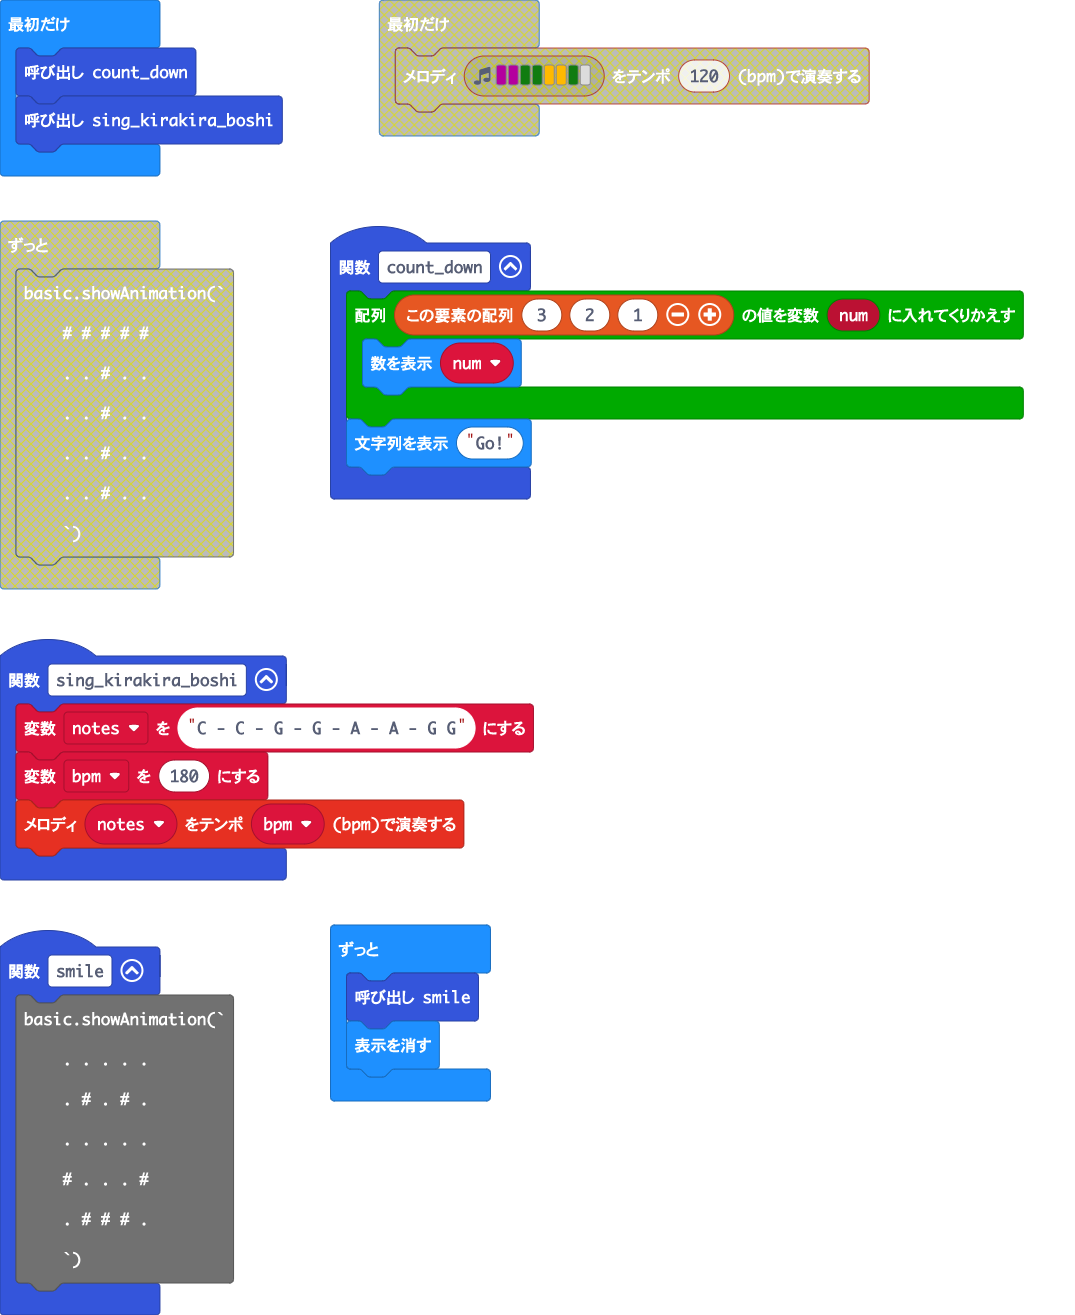 最初だけ
呼び出し count_down
呼び出し sing_kirakira_boshi
最初だけ
メロディ をテンポ 120 (bpm)で演奏する
ずっと
basic.showAnimation(`
# # # # #
. . # . .
. . # . .
. . # . .
. . # . .
`)
関数 count_down
配列 この要素の配列 3 2 1 の値を変数 num に入れてくりかえす
数を表示 num
文字列を表示 "Go!"
関数 sing_kirakira_boshi
変数 notes を "C - C - G - G - A - A - G G" にする
変数 bpm を 180 にする
メロディ notes をテンポ bpm (bpm)で演奏する
関数 smile
basic.showAnimation(`
. . . . .
. # . # .
. . . . .
# . . . #
. # # # .
`)
ずっと
呼び出し smile
表示を消す